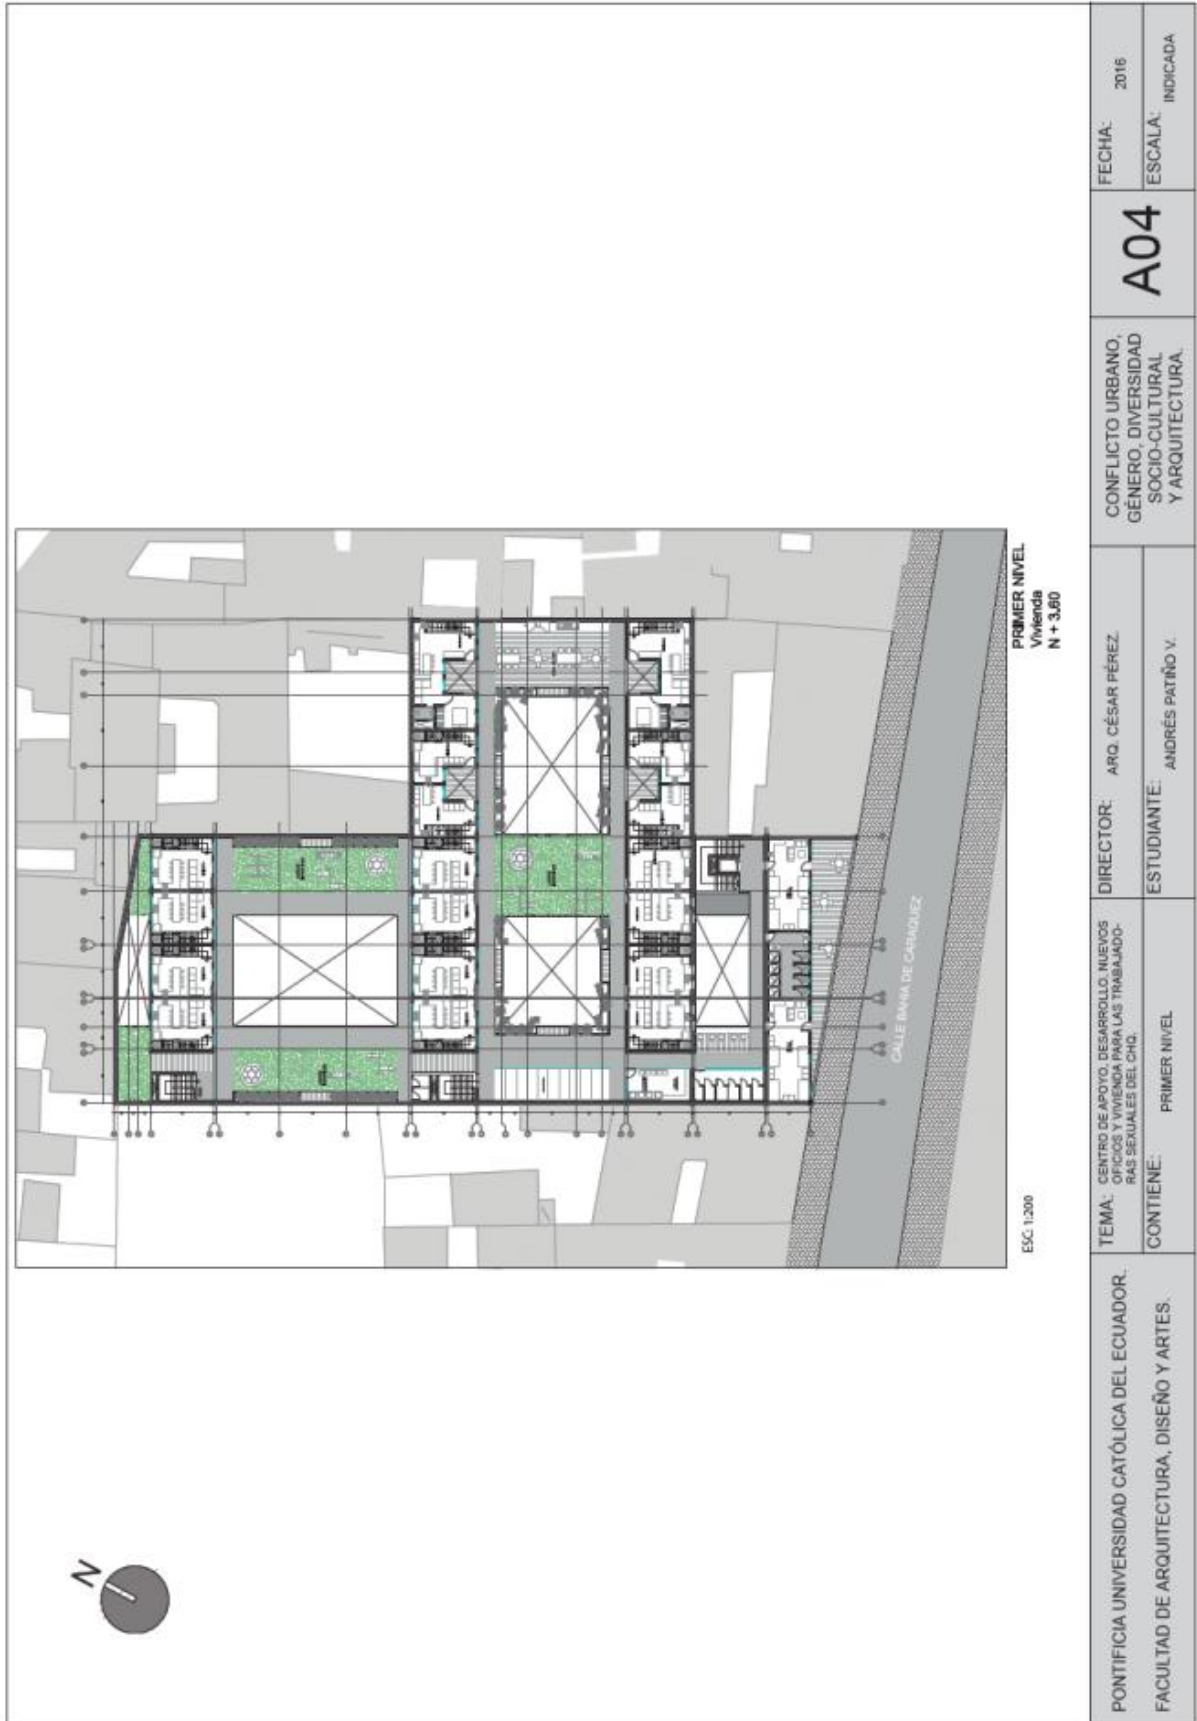 N
CALLE BAHIA DE CARAQUEZ
ESC: 1:200
PRIMER NIVEL
Vivienda
N + 3,60
PONTIFICIA UNIVERSIDAD CATÓLICA DEL ECUADOR.
FACULTAD DE ARQUITECTURA, DISEÑO Y ARTES.
TEMA: CENTRO DE APOYO, DESARROLLO, NUEVOS
OFICIOS Y VIVIENDA PARA LAS TRABAJADO-
RAS SEXUALES DEL CHQ.
CONTIENE: PRIMER NIVEL
DIRECTOR: ARQ. CÉSAR PÉREZ.
ESTUDIANTE: ANDRÉS PATIÑO V.
CONFLICTO URBANO,
GÉNERO, DIVERSIDAD
SOCIO-CULTURAL
Y ARQUITECTURA.
A04
FECHA: 2016
ESCALA: INDICADA